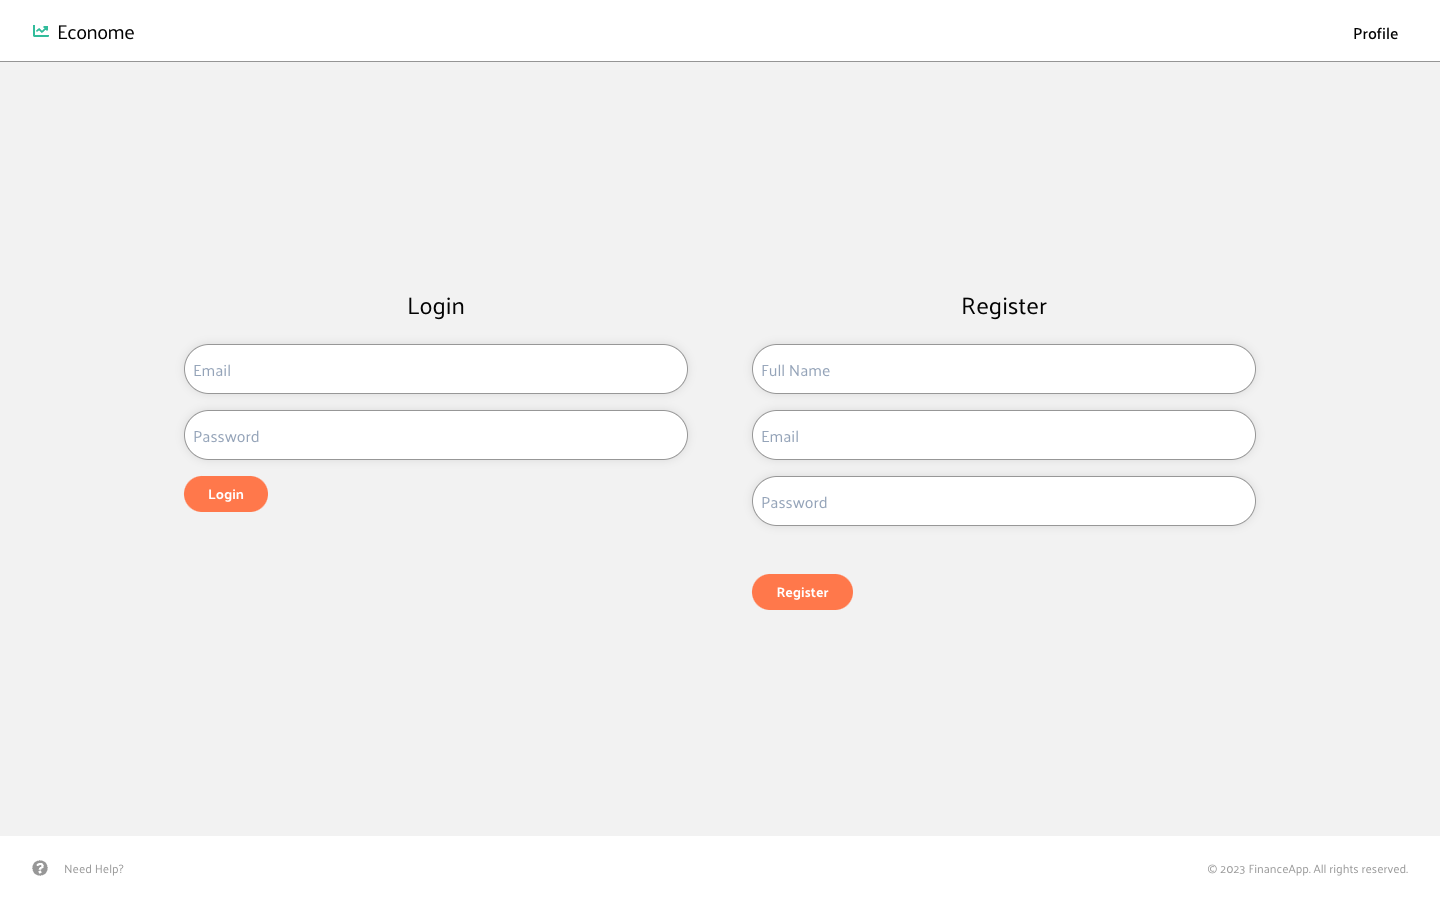 Econome
Profile
Login
Email
Password
Login
Register
Full Name
Email
Password
Register
Need Help?
© 2023 FinanceApp. All rights reserved.